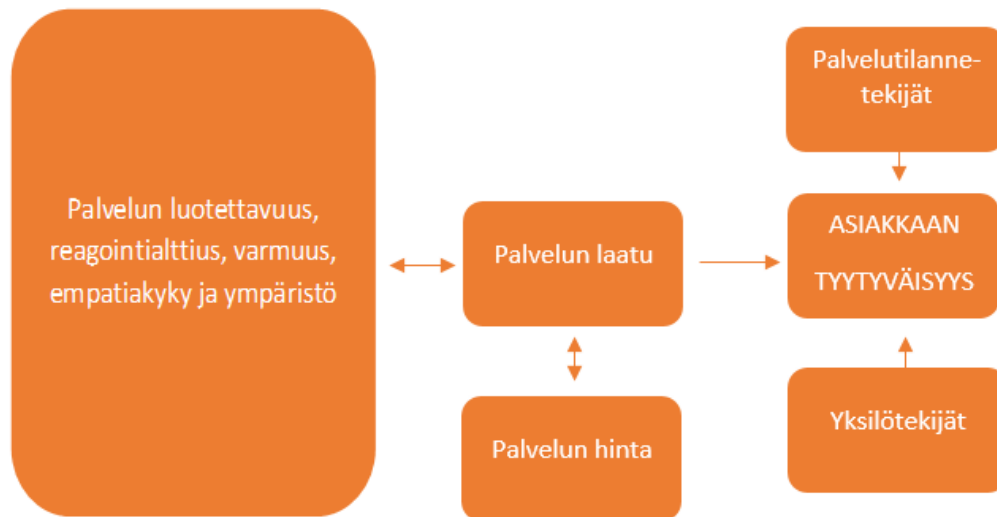 Palvelun luotettavuus,
reagointialttius, varmuus,
empatiakyky ja ympäristö
Palvelun laatu
Palvelun hinta
Palvelutilanne-
tekijät
ASIAKKAAN
TYYTYVÄISYYS
Yksilötekijät